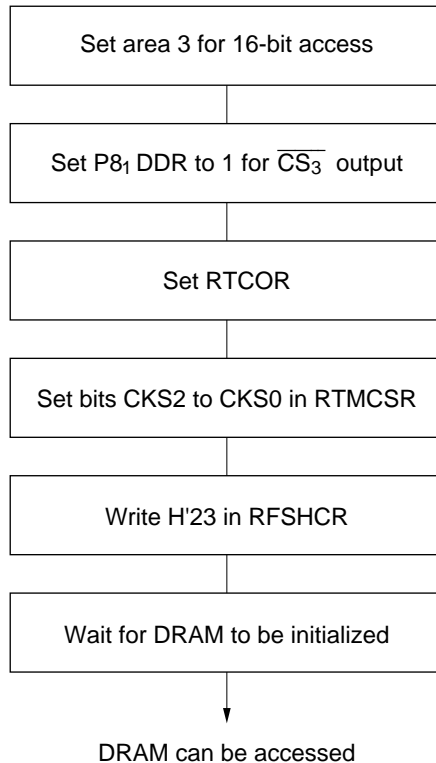 Set area 3 for 16-bit access
Set P8₁ DDR to 1 for C̅S̅₃̅ output
Set RTCOR
Set bits CKS2 to CKS0 in RTMCSR
Write H'23 in RFSHCR
Wait for DRAM to be initialized
DRAM can be accessed